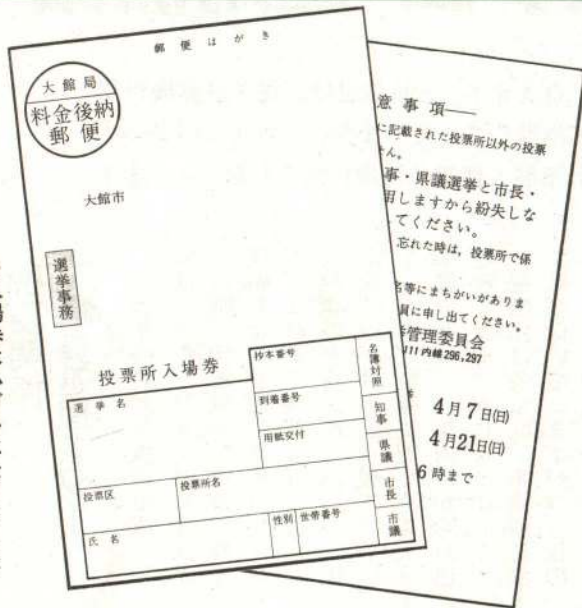 郵便はがき
大館局
料金後納
郵便
大館市
選挙事務
投票所入場券
抄本番号
名簿対照
選挙名
到着番号
知事
用紙交付
県議
投票区
投票所名
市長
氏名
性別
世帯番号
市議
意事項――
に記載された投票所以外の投票
せん。
事・県議選挙と市長・
用しますから紛失しな
してください。
忘れた時は,投票所で係
名等にまちがいがありま
員に申し出てください。
管理委員会
111内線296,297
4月7日(日)
4月21日(日)
6時まで